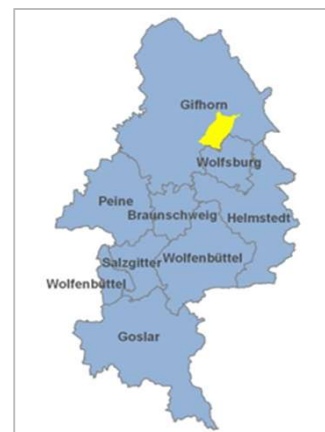 Gifhorn
Wolfsburg
Peine
Braunschweig
Helmstedt
Salzgitter
Wolfenbüttel
Wolfenbüttel
Goslar